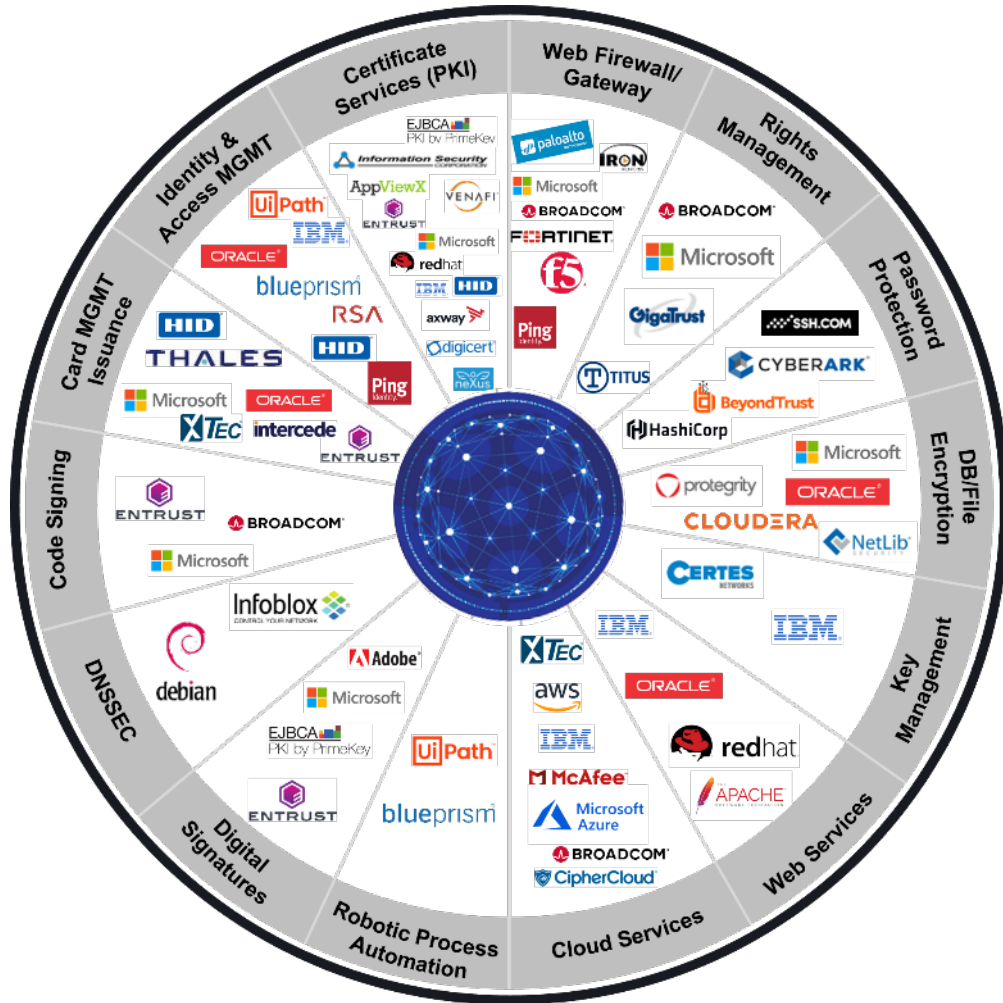 Certificate
Services (PKI)
EJBCA
PKI by PrimeKey
Information Security
CORPORATION
AppViewX
VENAFI
ENTRUST
Microsoft
redhat
IBM
HID
axway
digicert
neXus
Web Firewall/
Gateway
paloalto
IRON
Microsoft
BROADCOM
FORTINET
f5
Ping
Identity
Rights
Management
BROADCOM
Microsoft
GigaTrust
TITUS
Password
Protection
SSH.COM
CYBERARK
BeyondTrust
HashiCorp
DB/File
Encryption
Microsoft
protegrity
ORACLE
CLOUDERA
NetLib
SECURITY
Key
Management
CERTES
NETWORKS
IBM
Web Services
IBM
ORACLE
redhat
APACHE
Cloud Services
XTEC
aws
IBM
McAfee
Microsoft
Azure
BROADCOM
CipherCloud
Robotic Process
Automation
UiPath
blueprism
Digital
Signatures
Adobe
Microsoft
EJBCA
PKI by PrimeKey
ENTRUST
DNSSEC
Infoblox
CONTROL YOUR NETWORK
debian
Code Signing
ENTRUST
BROADCOM
Microsoft
Card MGMT
Issuance
HID
THALES
Microsoft
ORACLE
XTEC
intercede
ENTRUST
Identity &
Access MGMT
UiPath
IBM
ORACLE
blueprism
RSA
HID
Ping
Identity